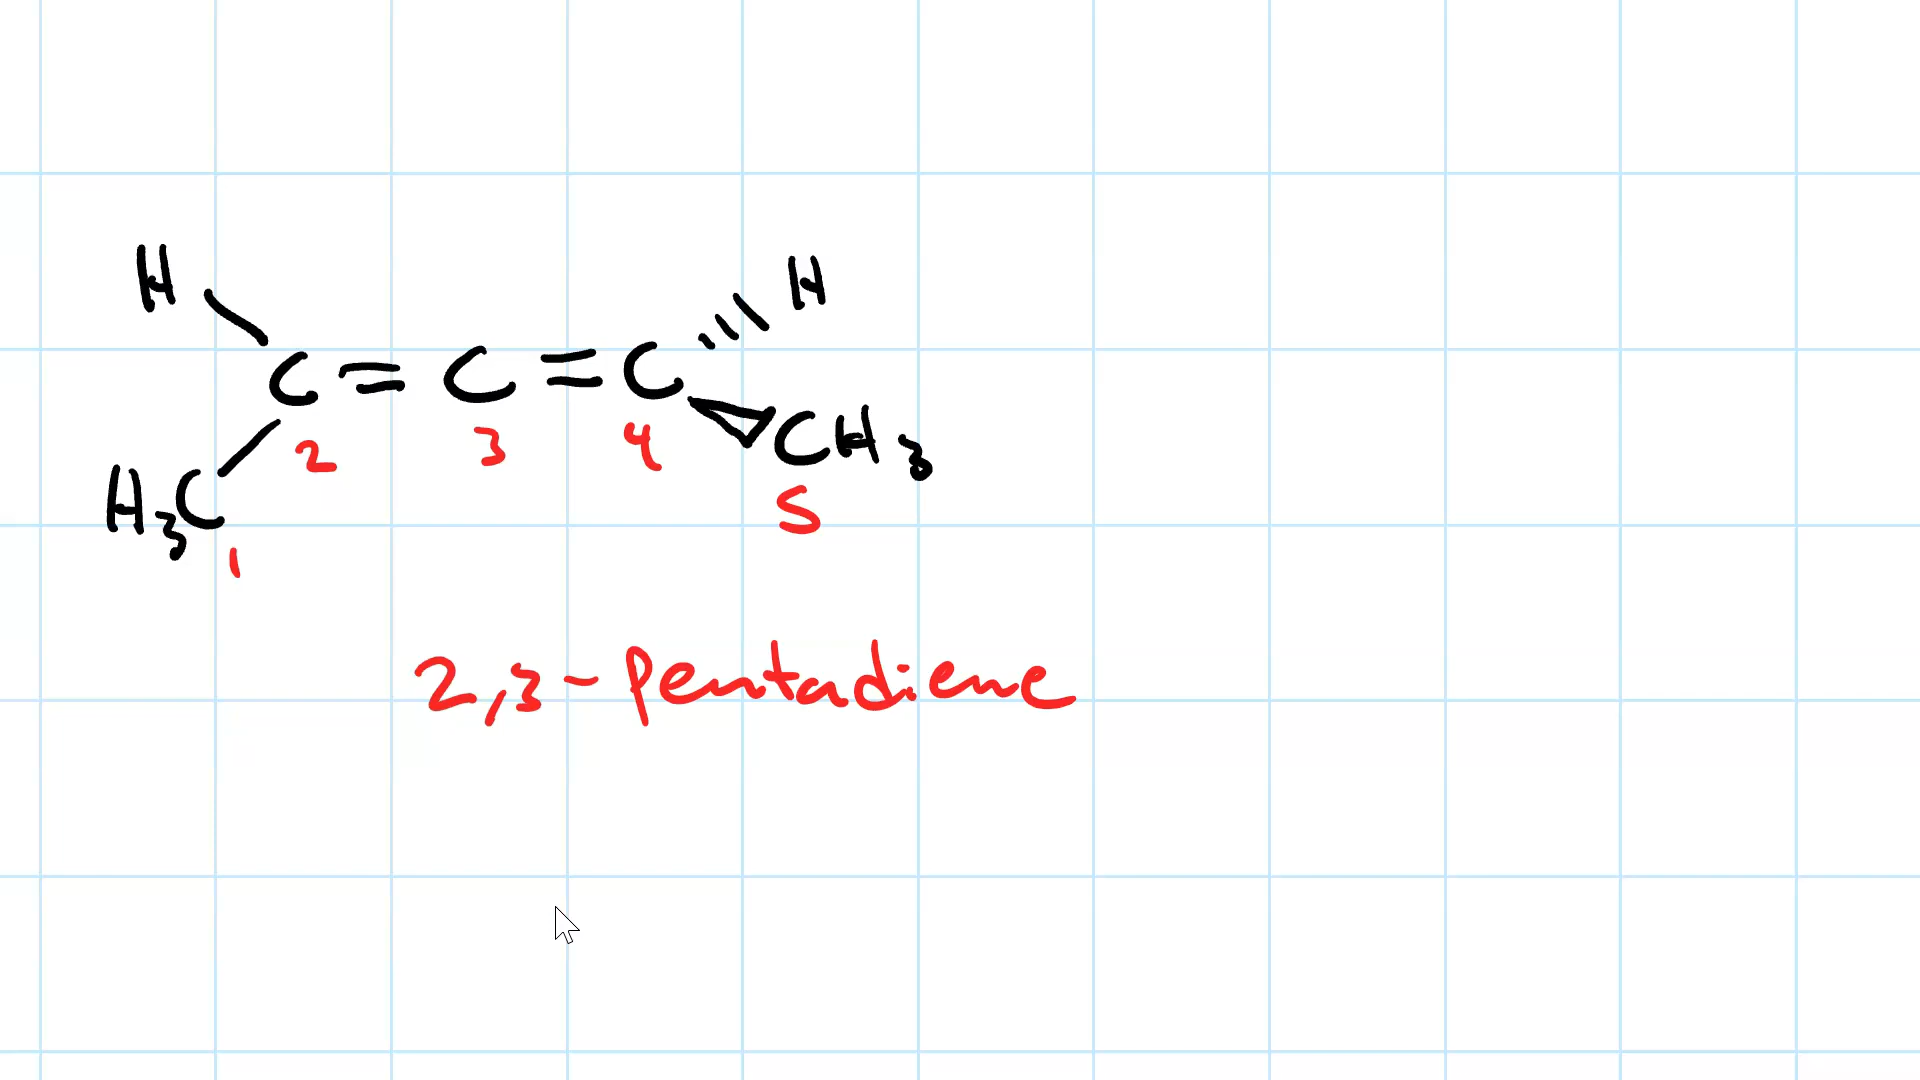 H H
C = C = C CH3
2 3 4
H3C 5
1
2,3-pentadiene